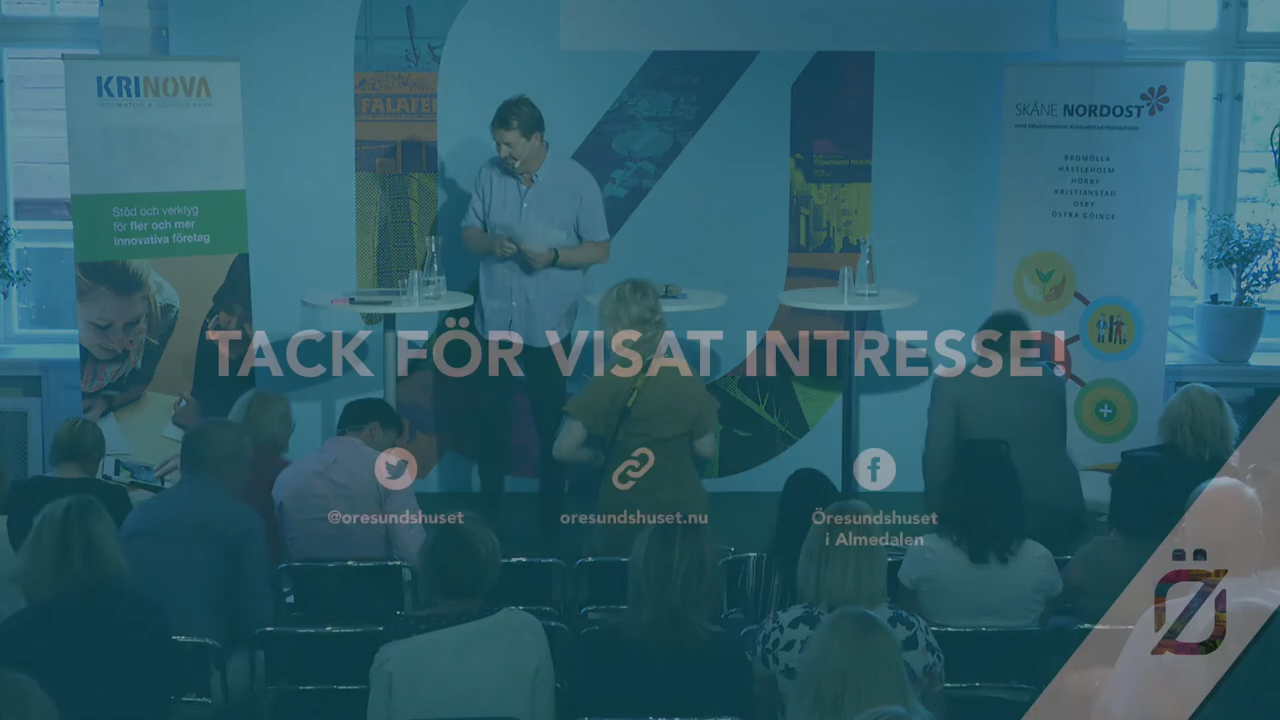 KRINOVA
Stöd och verktyg
för fler och mer
innovativa företag
FALAFEL
SKÅNE NORDOST
BROMÖLLA
HÄSSLEHOLM
HÖRBY
KRISTIANSTAD
OSBY
ÖSTRA GÖINGE
TACK FÖR VISAT INTRESSE!
@oresundshuset
oresundshuset.nu
Öresundshuset
i Almedalen
Ö